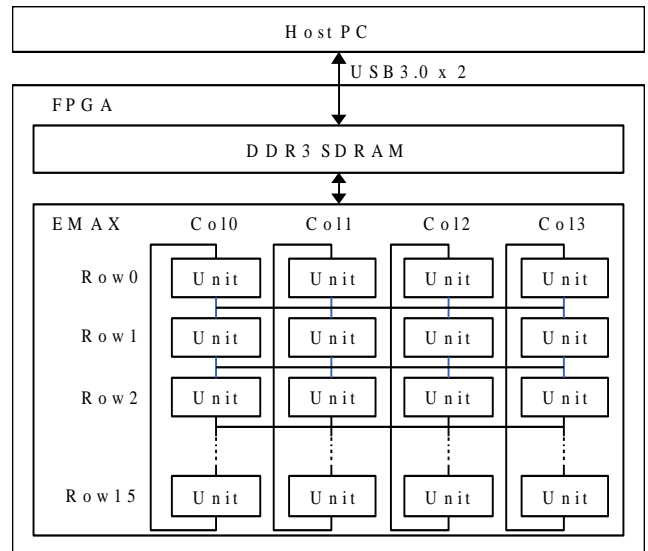 Host PC
USB3.0 x 2
FPGA
DDR3 SDRAM
EMAX Col0 Col1 Col2 Col3
Row0 Unit Unit Unit Unit
Row1 Unit Unit Unit Unit
Row2 Unit Unit Unit Unit
Row15 Unit Unit Unit Unit